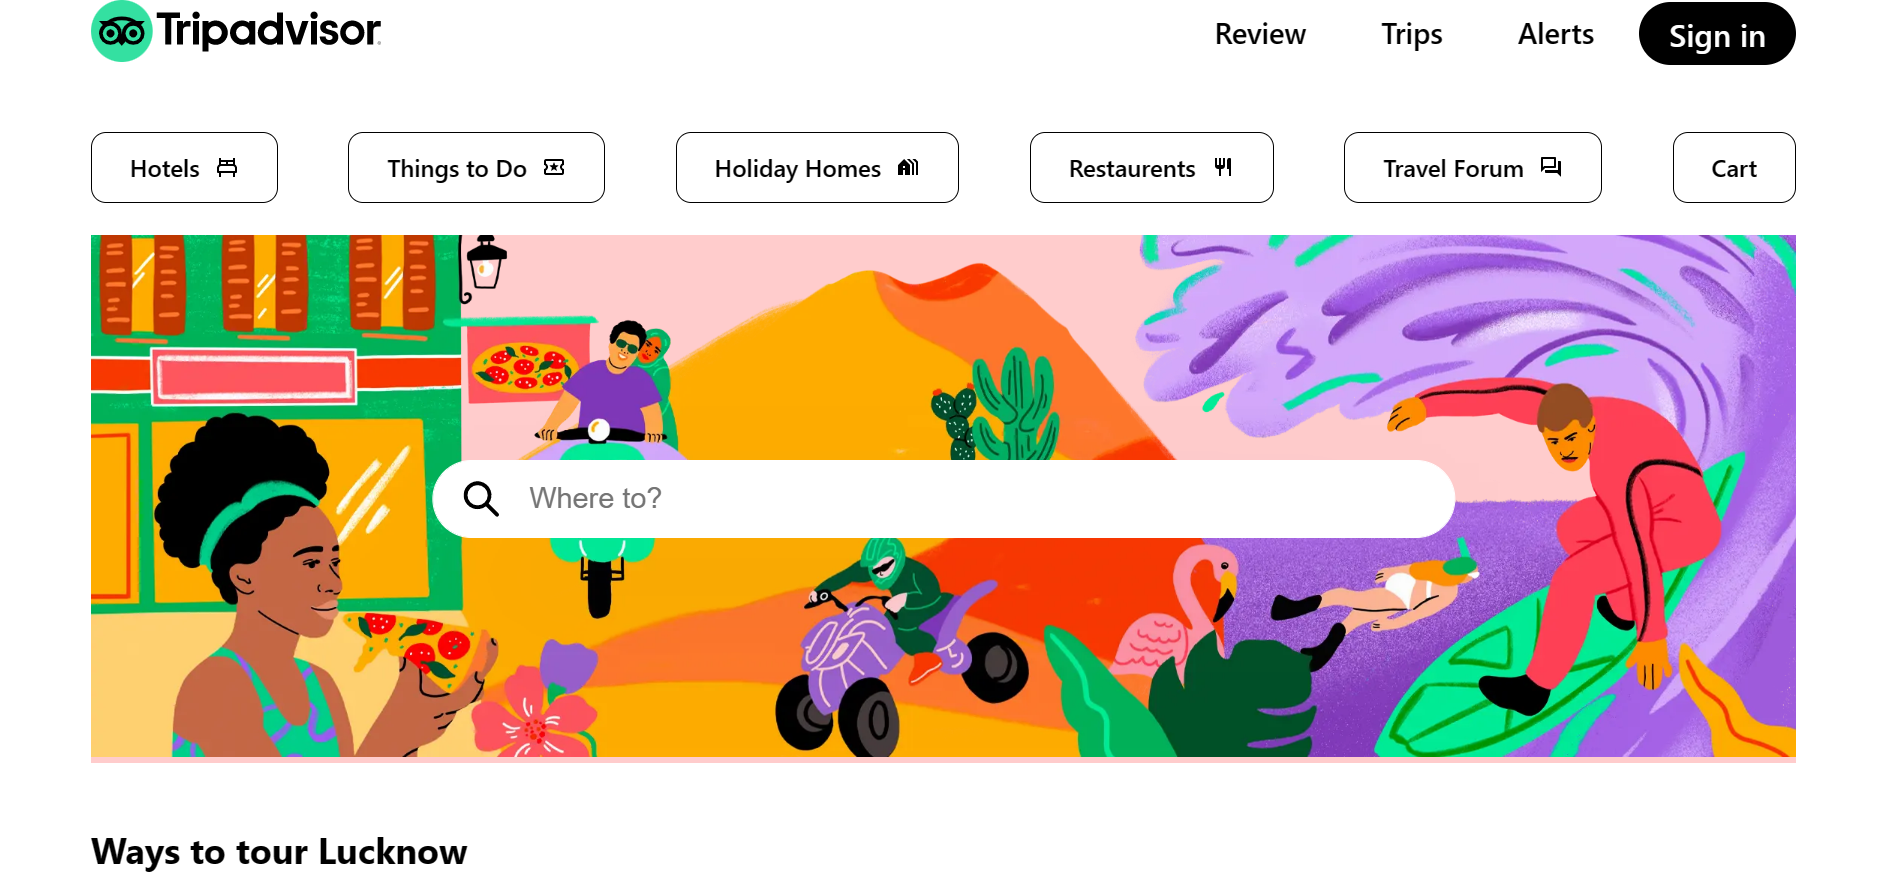 Tripadvisor
Review Trips Alerts Sign in
Hotels Things to Do Holiday Homes Restaurents Travel Forum Cart
Where to?
Ways to tour Lucknow